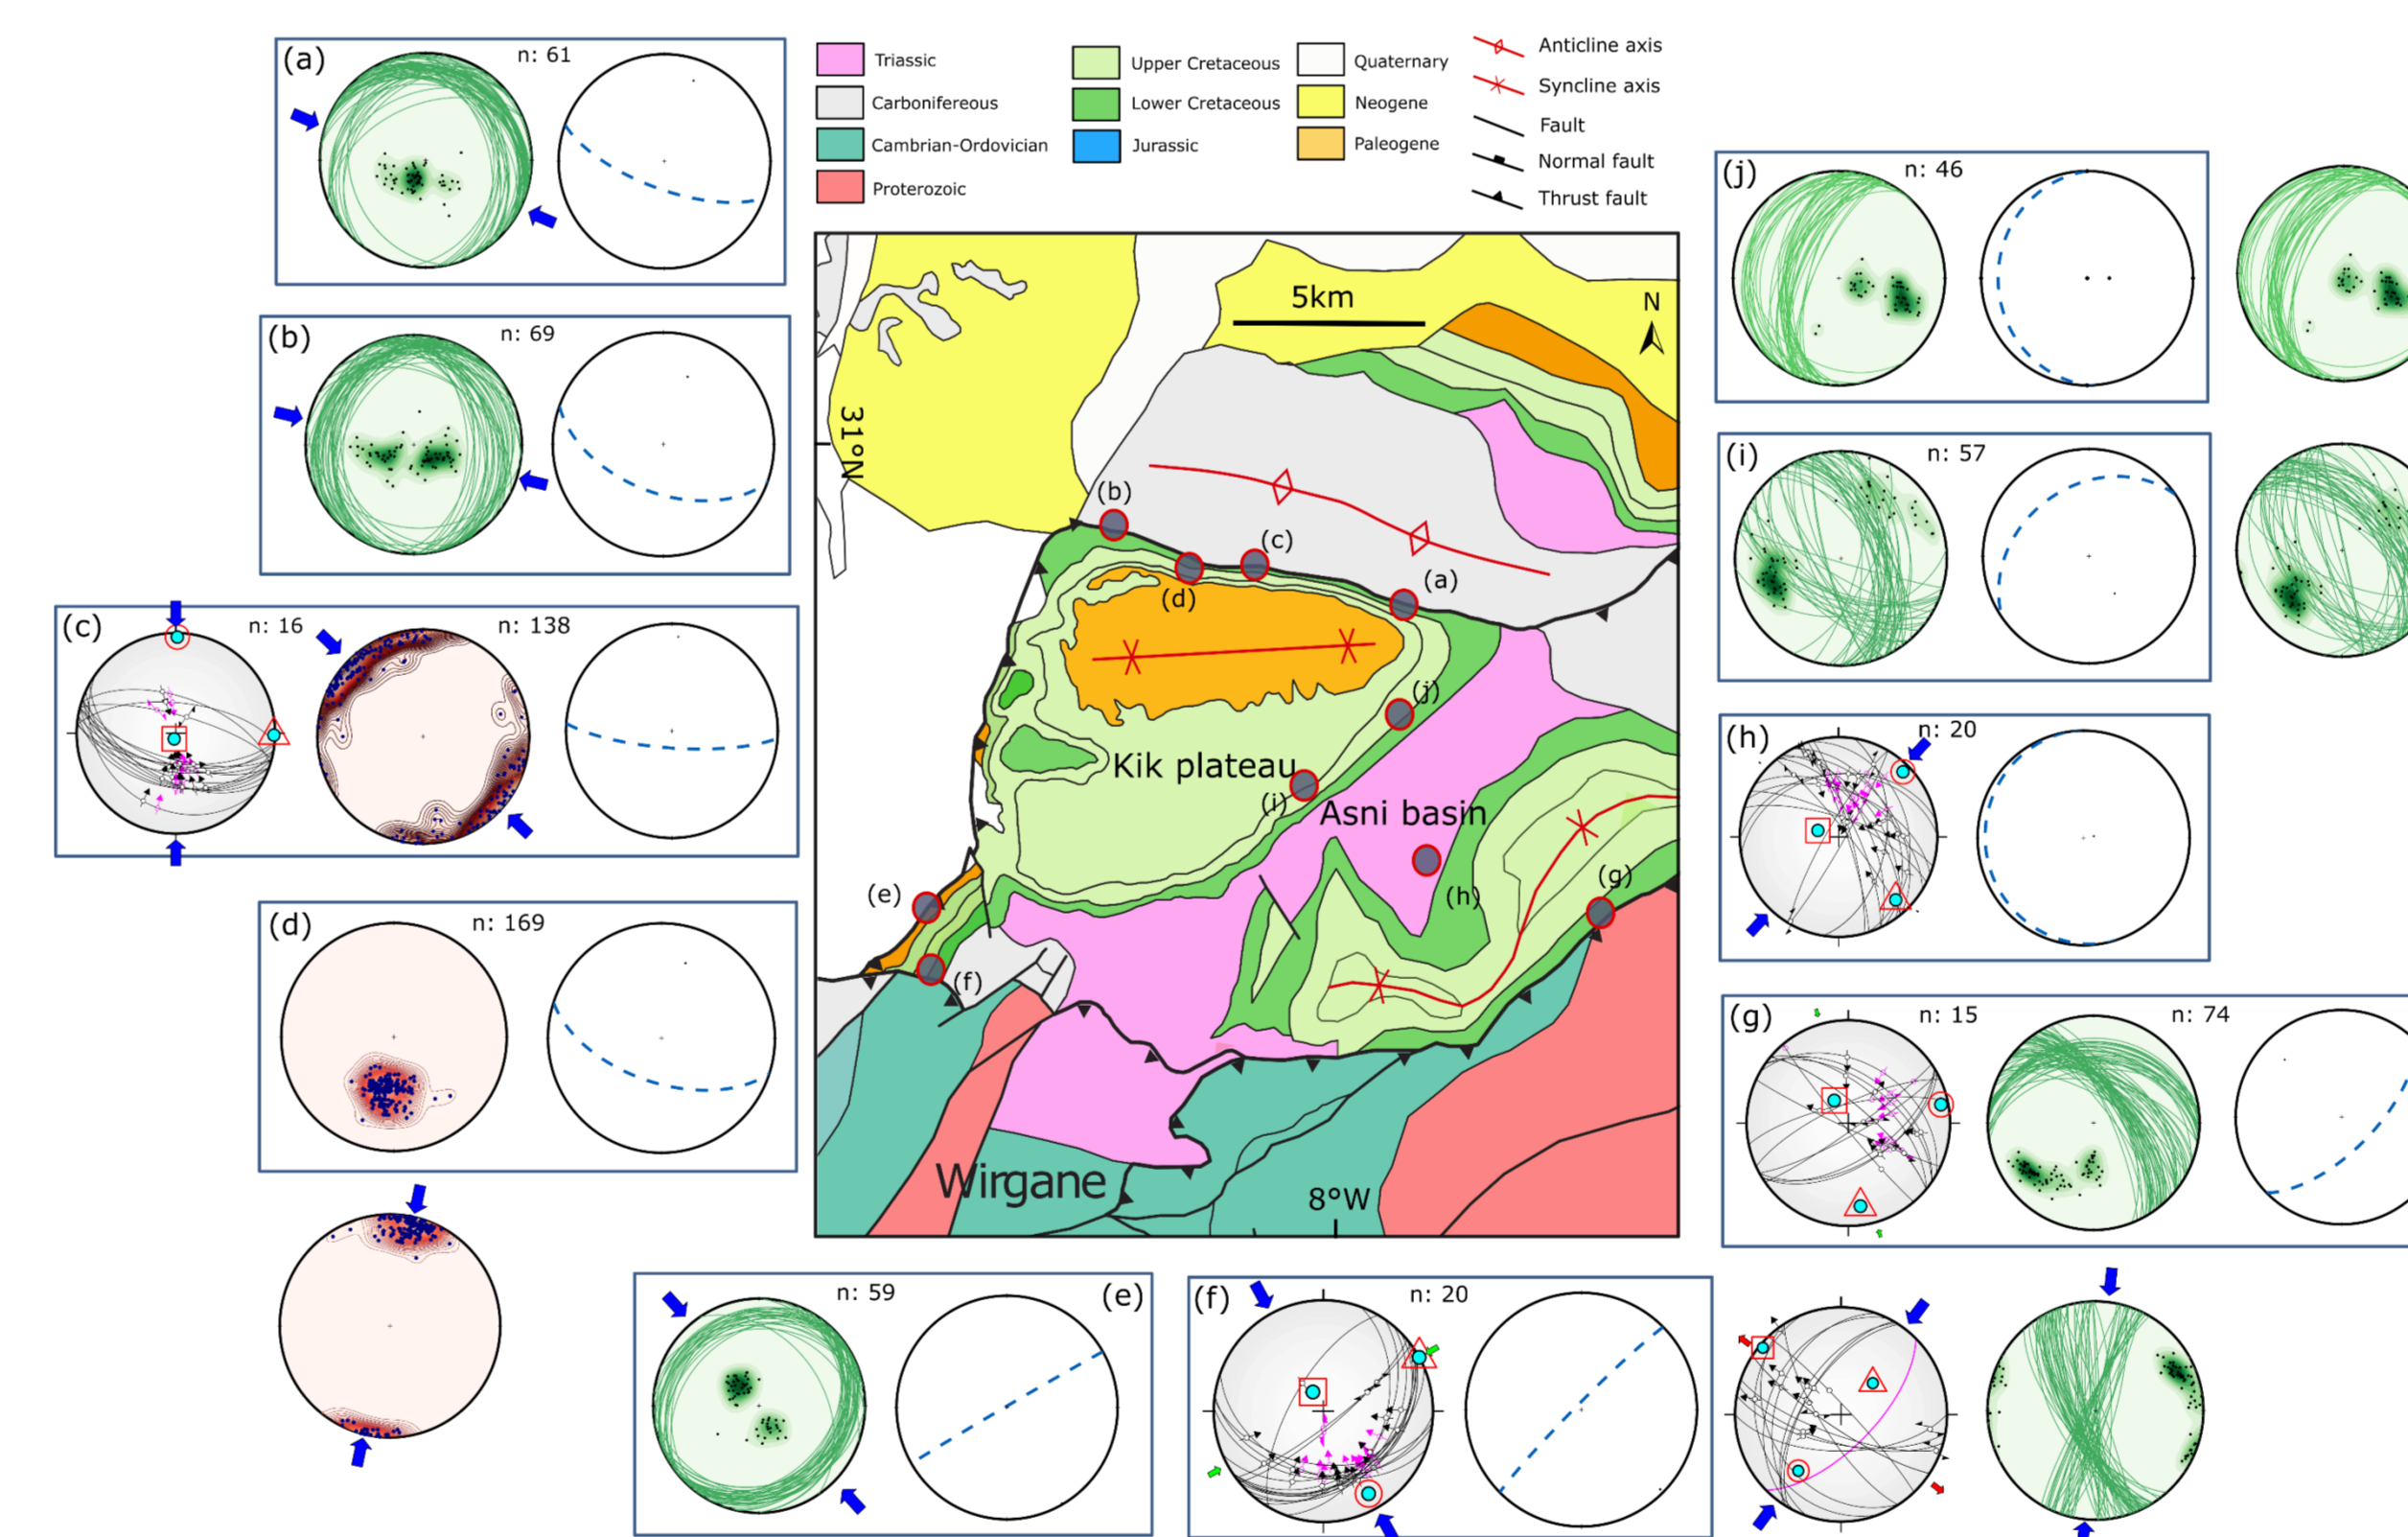 (a)
n: 61
(b)
n: 69
(c)
n: 16
n: 138
(d)
n: 169
n: 59
(e)
(f)
n: 20
Triassic
Carbonifereous
Cambrian-Ordovician
Proterozoic
Upper Cretaceous
Lower Cretaceous
Jurassic
Quaternary
Neogene
Paleogene
Anticline axis
Syncline axis
Fault
Normal fault
Thrust fault
5km
N
31°N
(b)
(c)
(d)
(a)
(j)
Kik plateau
(i)
Asni basin
(e)
(h)
(g)
(f)
Wirgane
8°W
(j)
n: 46
(i)
n: 57
(h)
n: 20
(g)
n: 15
n: 74